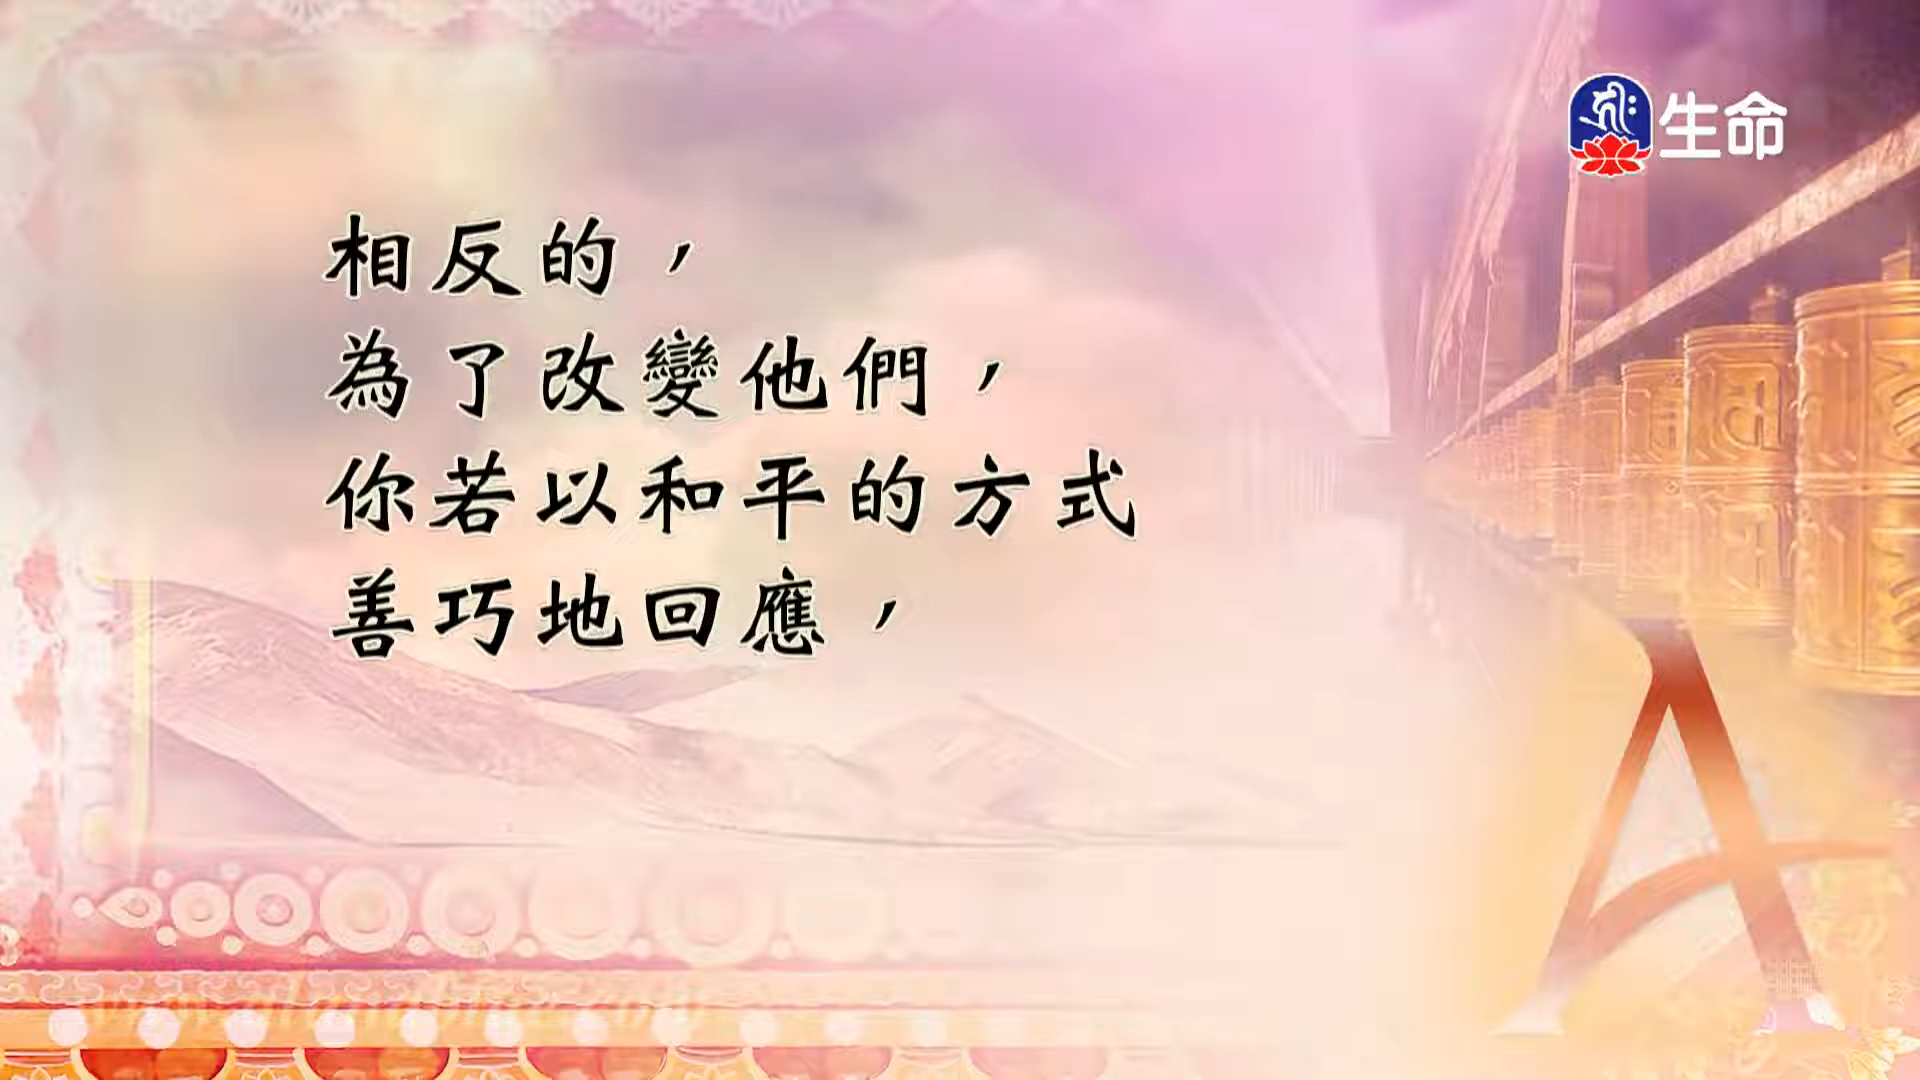 生命
相反的，
為了改變他們，
你若以和平的方式
善巧地回應，
A